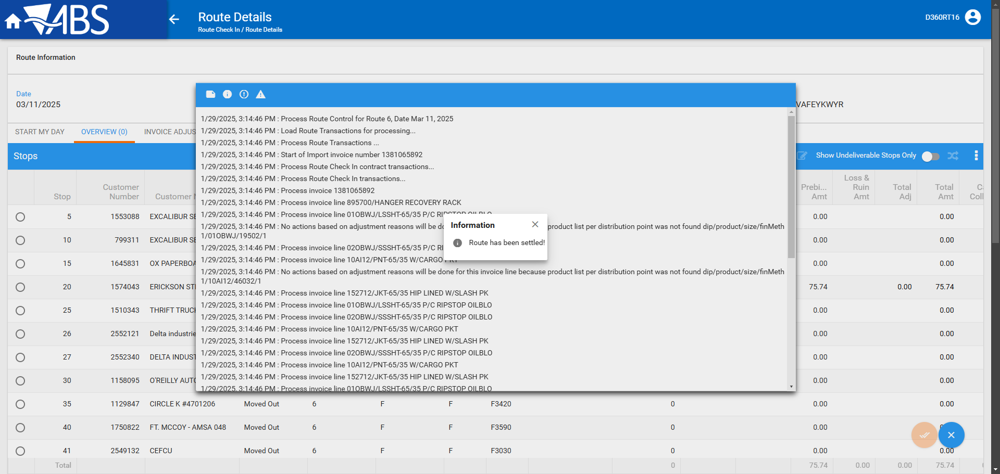 ABS
Route Details
Route Check In / Route Details
D360RT16
Route Information
Date
03/11/2025
VAFEYKWYR
START MY DAY
OVERVIEW (0)
INVOICE ADJUS
Stops
Show Undeliverable Stops Only
1/29/2025, 3:14:46 PM : Process Route Control for Route 6, Date Mar 11, 2025
1/29/2025, 3:14:46 PM : Load Route Transactions for processing...
1/29/2025, 3:14:46 PM : Process Route Transactions ...
1/29/2025, 3:14:46 PM : Start of Import invoice number 1381065892
1/29/2025, 3:14:46 PM : Process Route Check In contract transactions...
1/29/2025, 3:14:46 PM : Process Route Check In transactions...
1/29/2025, 3:14:46 PM : Process invoice 1381065892
1/29/2025, 3:14:46 PM : Process invoice line 895700/HANGER RECOVERY RACK
1/29/2025, 3:14:46 PM : Process invoice line 01OBWJ/LSSHT-65/35 P/C RIPSTOP OILBLO
1/29/2025, 3:14:46 PM : No actions based on adjustment reasons will be do product list per distribution point was not found dip/product/size/finMeth
1/01OBWJ/19502/1
1/29/2025, 3:14:46 PM : Process invoice line 02OBWJ/SSSHT-65/35 P/C RI
1/29/2025, 3:14:46 PM : Process invoice line 10AI12/PNT-65/35 W/CARGO PKT
1/29/2025, 3:14:46 PM : No actions based on adjustment reasons will be done for this invoice line because product list per distribution point was not found dip/product/size/finMeth
1/10AI12/46032/1
1/29/2025, 3:14:46 PM : Process invoice line 152712/JKT-65/35 HIP LINED W/SLASH PK
1/29/2025, 3:14:46 PM : Process invoice line 01OBWJ/LSSHT-65/35 P/C RIPSTOP OILBLO
1/29/2025, 3:14:46 PM : Process invoice line 02OBWJ/SSSHT-65/35 P/C RIPSTOP OILBLO
1/29/2025, 3:14:46 PM : Process invoice line 10AI12/PNT-65/35 W/CARGO PKT
1/29/2025, 3:14:46 PM : Process invoice line 152712/JKT-65/35 HIP LINED W/SLASH PK
1/29/2025, 3:14:46 PM : Process invoice line 02OBWJ/SSSHT-65/35 P/C RIPSTOP OILBLO
1/29/2025, 3:14:46 PM : Process invoice line 10AI12/PNT-65/35 W/CARGO PKT
1/29/2025, 3:14:46 PM : Process invoice line 152712/JKT-65/35 HIP LINED W/SLASH PK
1/29/2025, 3:14:46 PM : Process invoice line 01OBWJ/LSSHT-65/35 P/C RIPSTOP OILBLO
Information
Route has been settled!
Stop
Customer
Number
Customer N
Prebi...
Amt
Loss &
Ruin
Amt
Total
Adj
Total
Amt
Ca
Coll
5 1553088 EXCALIBUR SE 0.00 0.00
10 799311 EXCALIBUR SE 0.00 0.00
15 1645831 OX PAPERBOA 0.00 0.00
20 1574043 ERICKSON STE 75.74 0.00 75.74
25 1510343 THRIFT TRUCK 0.00 0.00
26 2552121 Delta industrie 0.00 0.00
27 2552340 DELTA INDUST 0.00 0.00
30 1158095 O'REILLY AUTO 0.00 0.00
35 1129847 CIRCLE K #4701206 Moved Out 6 F F F3420 0 0.00 0.00
40 1750822 FT. MCCOY - AMSA 048 Moved Out 6 F F F3590 0 0.00
41 2549132 CEFCU Moved Out 6 F F F3030 0 0.00 0.00
Total 0 75.74 0.00 0.00 75.74